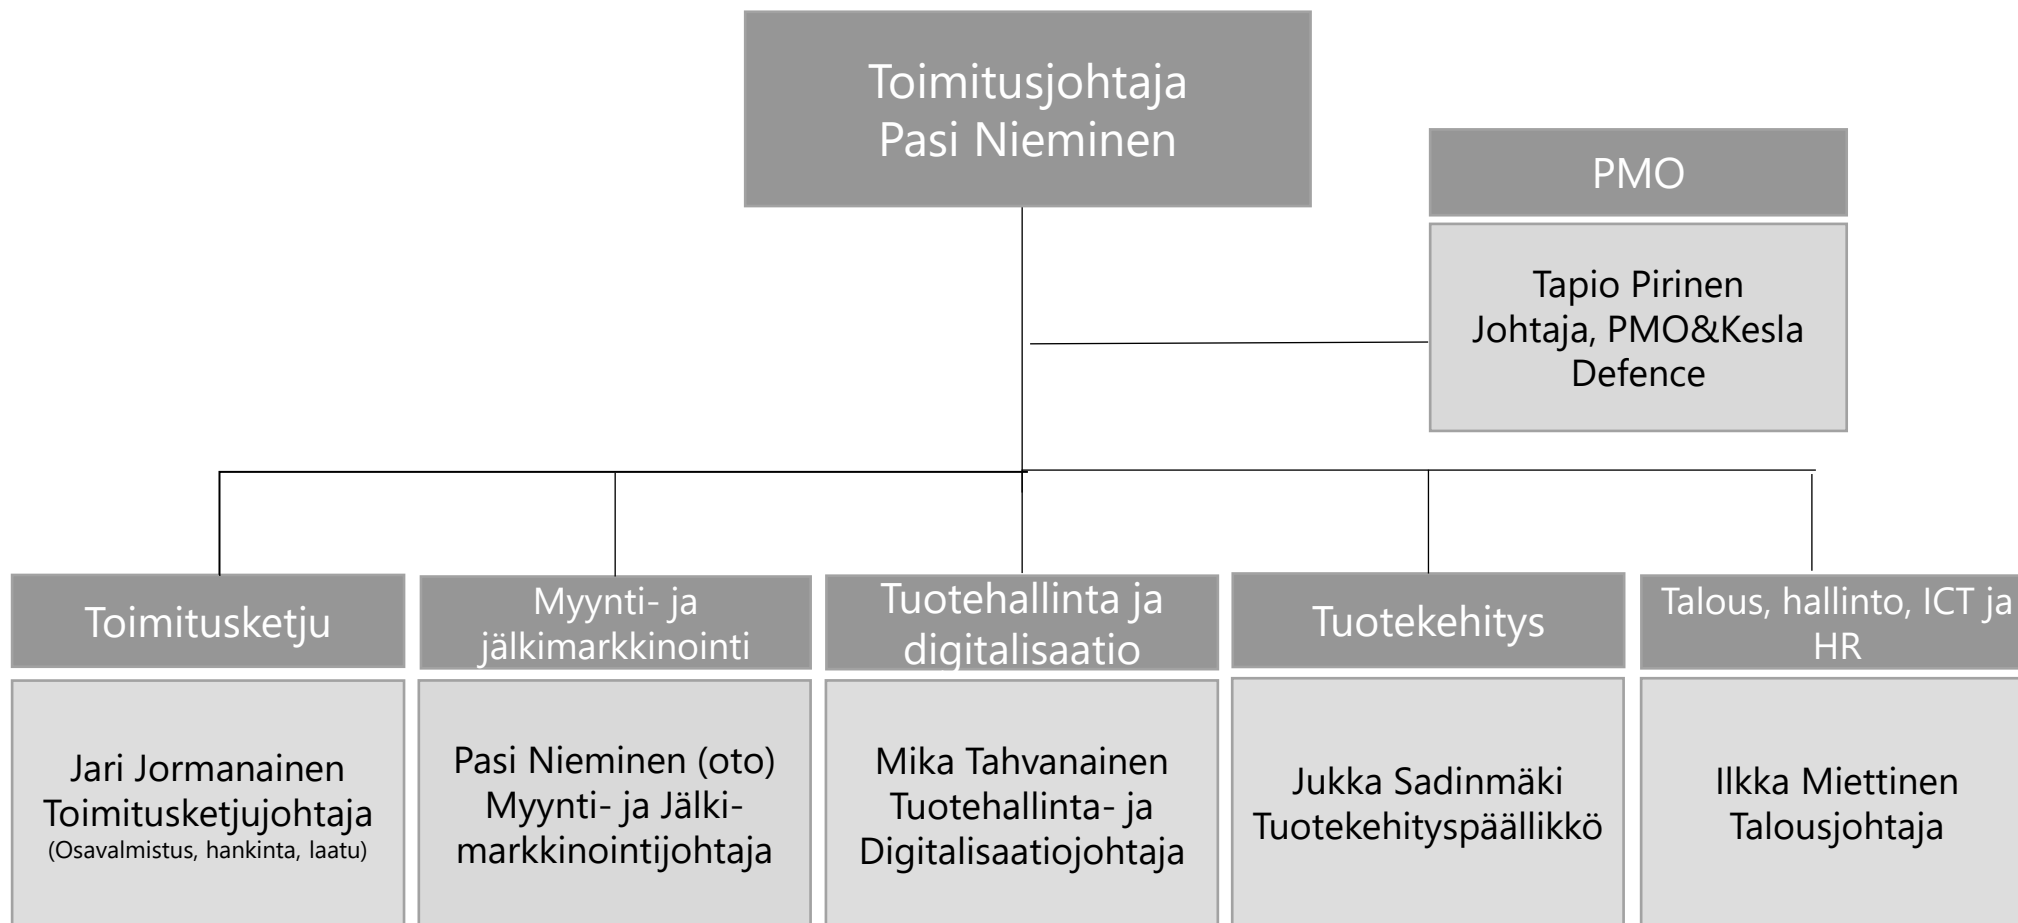 Toimitusjohtaja
Pasi Nieminen
PMO
Tapio Pirinen
Johtaja, PMO&Kesla
Defence
Toimitusketju
Jari Jormanainen
Toimitusketjujohtaja
(Osavalmistus, hankinta, laatu)
Myynti- ja
jälkimarkkinointi
Pasi Nieminen (oto)
Myynti- ja Jälki-
markkinointijohtaja
Tuotehallinta ja
digitalisaatio
Mika Tahvanainen
Tuotehallinta- ja
Digitalisaatiojohtaja
Tuotekehitys
Jukka Sadinmäki
Tuotekehityspäällikkö
Talous, hallinto, ICT ja
HR
Ilkka Miettinen
Talousjohtaja